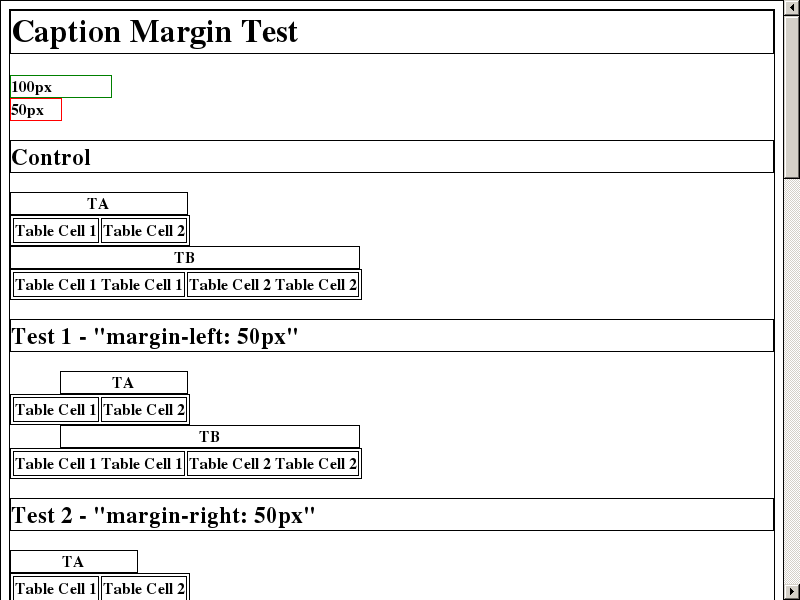 Caption Margin Test
100px
50px
Control
TA
Table Cell 1 Table Cell 2
TB
Table Cell 1 Table Cell 1 Table Cell 2 Table Cell 2
Test 1 - "margin-left: 50px"
TA
Table Cell 1 Table Cell 2
TB
Table Cell 1 Table Cell 1 Table Cell 2 Table Cell 2
Test 2 - "margin-right: 50px"
TA
Table Cell 1 Table Cell 2